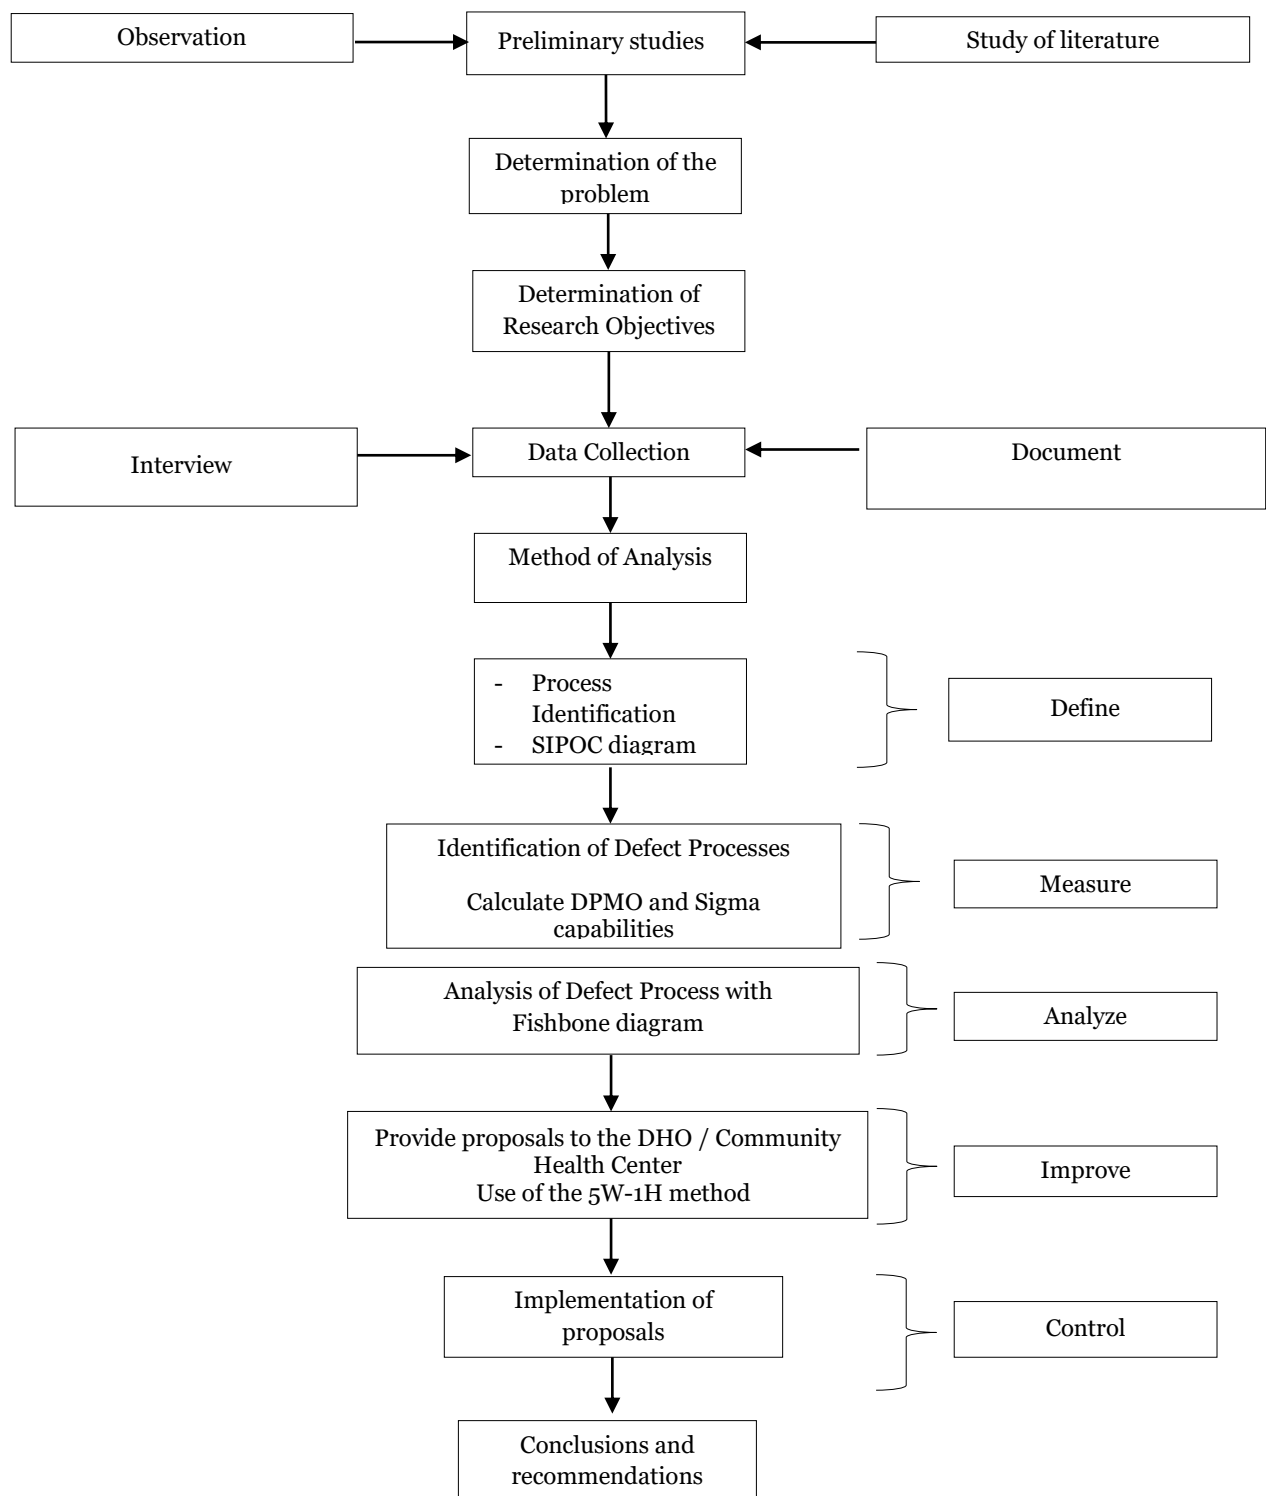 Observation
Preliminary studies
Study of literature
Determination of the
problem
Determination of
Research Objectives
Interview
Data Collection
Document
Method of Analysis
- Process
Identification
- SIPOC diagram
Define
Identification of Defect Processes
Calculate DPMO and Sigma
capabilities
Measure
Analysis of Defect Process with
Fishbone diagram
Analyze
Provide proposals to the DHO / Community
Health Center
Use of the 5W-1H method
Improve
Implementation of
proposals
Control
Conclusions and
recommendations